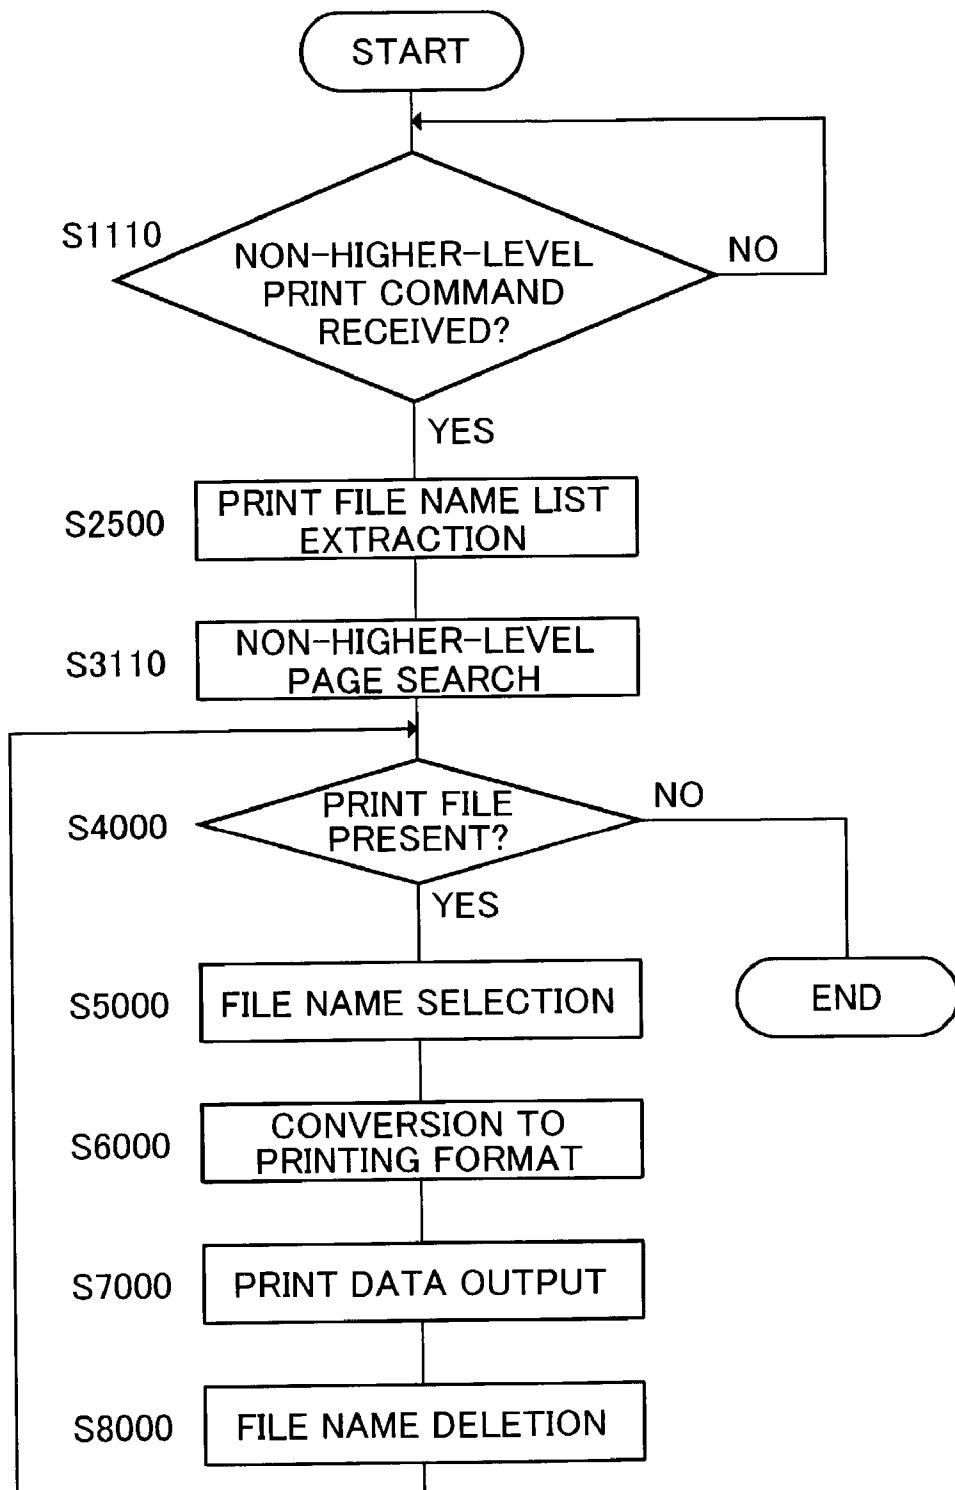 START
S1110
NON-HIGHER-LEVEL
PRINT COMMAND
RECEIVED?
NO
YES
S2500
PRINT FILE NAME LIST
EXTRACTION
S3110
NON-HIGHER-LEVEL
PAGE SEARCH
S4000
PRINT FILE
PRESENT?
NO
YES
S5000
FILE NAME SELECTION
END
S6000
CONVERSION TO
PRINTING FORMAT
S7000
PRINT DATA OUTPUT
S8000
FILE NAME DELETION